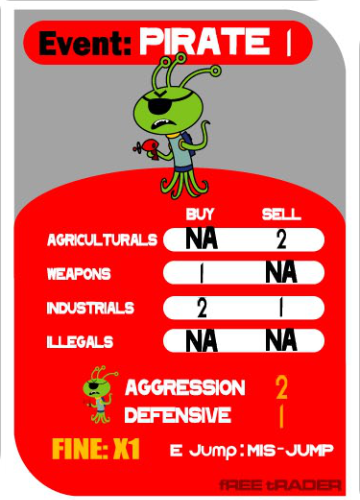 Event: PIRATE 1
BUY SELL
AGRICULTURALS NA 2
WEAPONS 1 NA
INDUSTRIALS 2 1
ILLEGALS NA NA
AGGRESSION 2
DEFENSIVE 1
FINE: X1 E Jump: MIS-JUMP
fREE tRADER